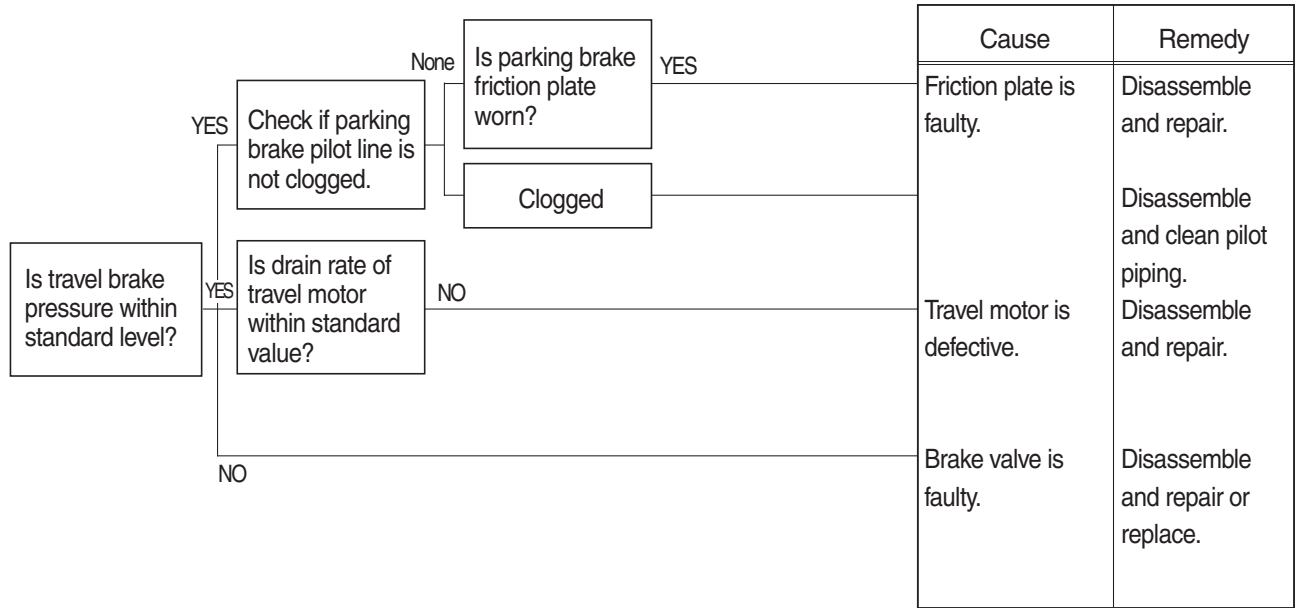 Cause
Remedy
None
Is parking brake
friction plate
worn?
YES
Friction plate is
faulty.
Disassemble
and repair.
YES
Check if parking
brake pilot line is
not clogged.
Clogged
Disassemble
and clean pilot
piping.
Is travel brake
pressure within
standard level?
YES
Is drain rate of
travel motor
within standard
value?
NO
Travel motor is
defective.
Disassemble
and repair.
NO
Brake valve is
faulty.
Disassemble
and repair or
replace.